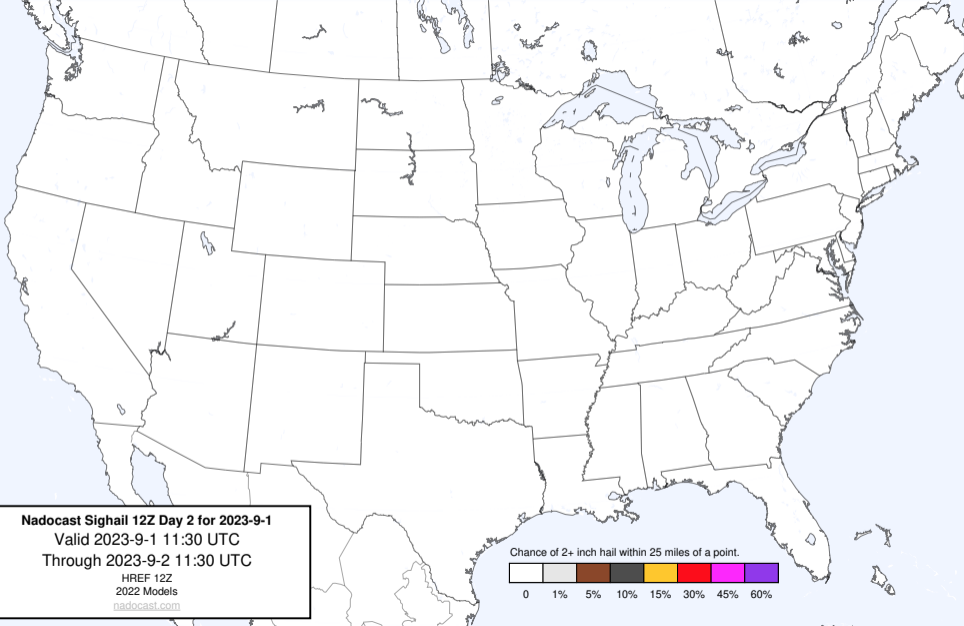 Nadocast Sighail 12Z Day 2 for 2023-9-1
Valid 2023-9-1 11:30 UTC
Through 2023-9-2 11:30 UTC
HREF 12Z
2022 Models
nadocast.com
Chance of 2+ inch hail within 25 miles of a point.
0 1% 5% 10% 15% 30% 45% 60%